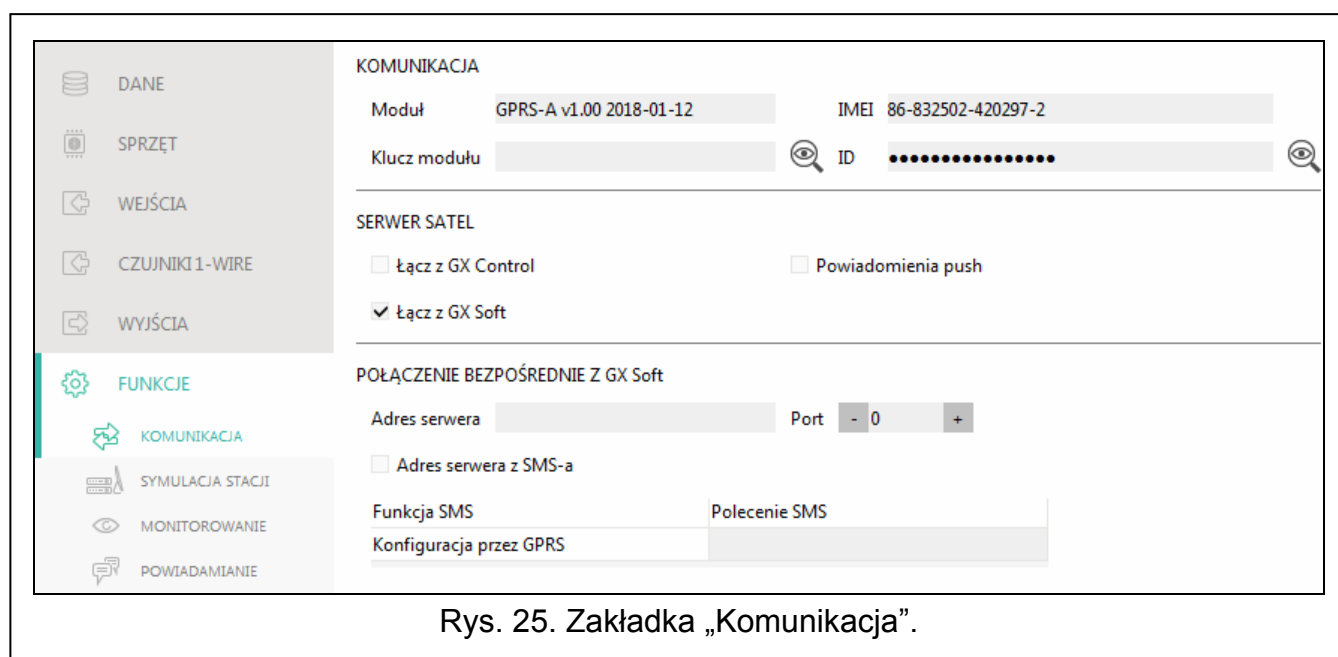 DANE
SPRZĘT
WEJŚCIA
CZUJNIKI 1-WIRE
WYJŚCIA
FUNKCJE
KOMUNIKACJA
SYMULACJA STACJI
MONITOROWANIE
POWIADAMIANIE
KOMUNIKACJA
Moduł GPRS-A v1.00 2018-01-12 IMEI 86-832502-420297-2
Klucz modułu ID ●●●●●●●●●●●●●●●●
SERWER SATEL
Łącz z GX Control Powiadomienia push
Łącz z GX Soft
POŁĄCZENIE BEZPOŚREDNIE Z GX Soft
Adres serwera Port - 0 +
Adres serwera z SMS-a
Funkcja SMS Polecenie SMS
Konfiguracja przez GPRS
Rys. 25. Zakładka „Komunikacja”.